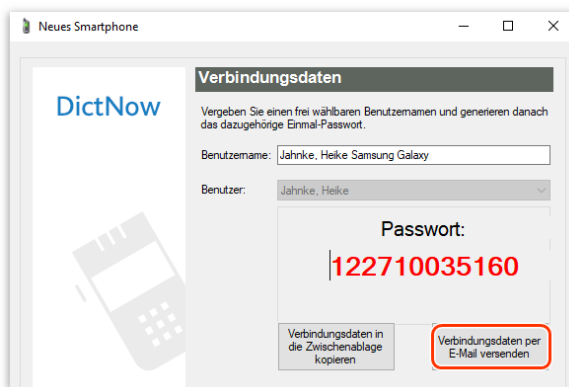 Neues Smartphone
DictNow
Verbindungsdaten
Vergeben Sie einen frei wählbaren Benutzernamen und generieren danach
das dazugehörige Einmal-Passwort.
Benutzername: Jahnke, Heike Samsung Galaxy
Benutzer: Jahnke, Heike
Passwort:
122710035160
Verbindungsdaten in
die Zwischenablage
kopieren
Verbindungsdaten per
E-Mail versenden